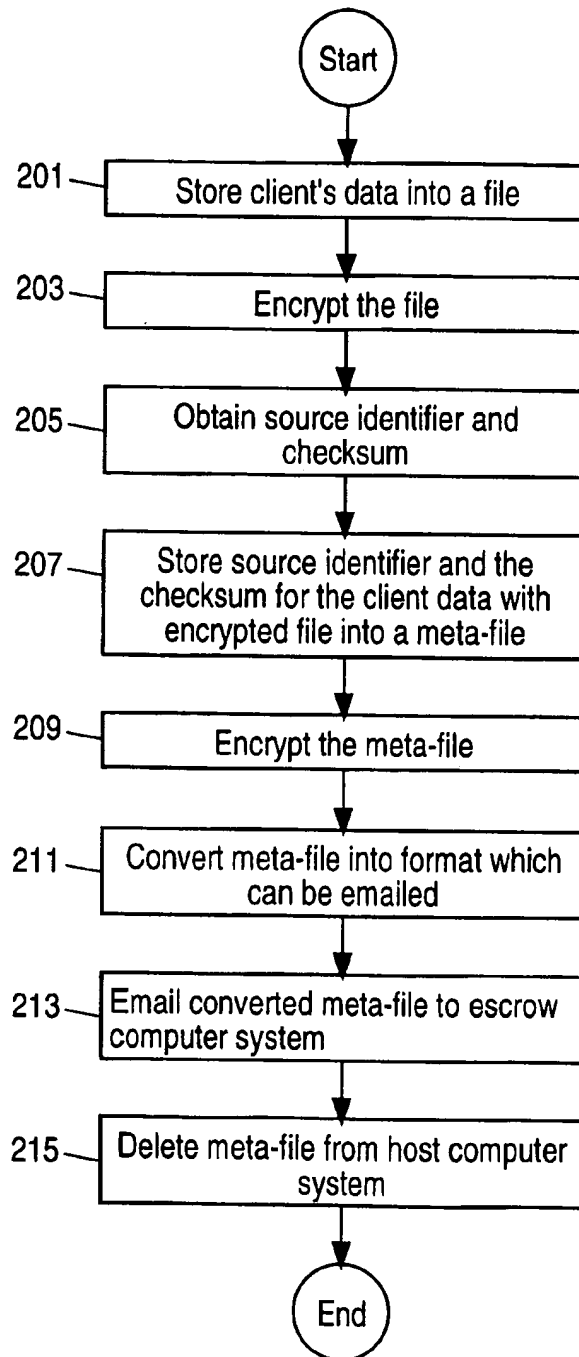 Start
201
Store client's data into a file
203
Encrypt the file
205
Obtain source identifier and
checksum
207
Store source identifier and the
checksum for the client data with
encrypted file into a meta-file
209
Encrypt the meta-file
211
Convert meta-file into format which
can be emailed
213
Email converted meta-file to escrow
computer system
215
Delete meta-file from host computer
system
End